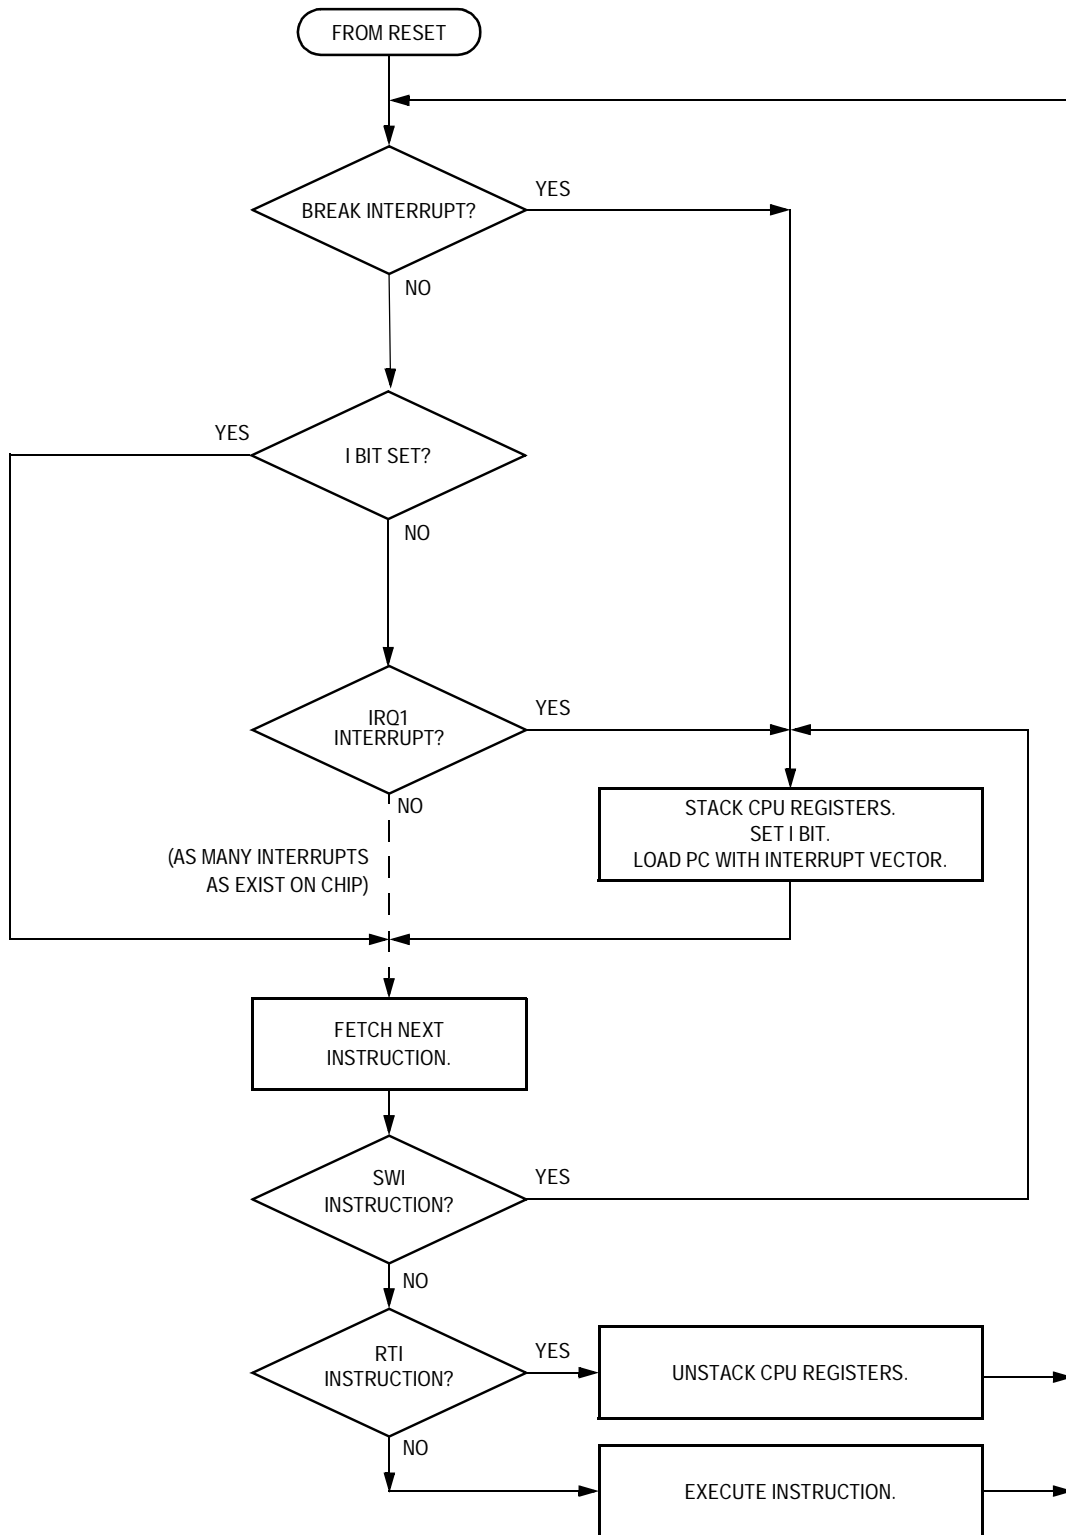 FROM RESET
BREAK INTERRUPT?
YES
NO
YES
I BIT SET?
NO
IRQ1
INTERRUPT?
YES
NO
(AS MANY INTERRUPTS
AS EXIST ON CHIP)
STACK CPU REGISTERS.
SET I BIT.
LOAD PC WITH INTERRUPT VECTOR.
FETCH NEXT
INSTRUCTION.
SWI
INSTRUCTION?
YES
NO
RTI
INSTRUCTION?
YES
UNSTACK CPU REGISTERS.
NO
EXECUTE INSTRUCTION.